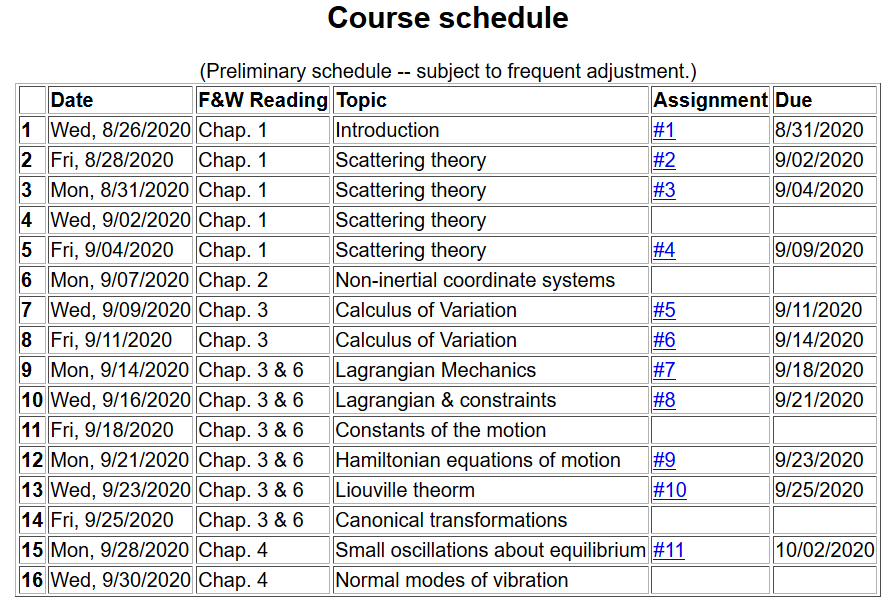 Course schedule
(Preliminary schedule -- subject to frequent adjustment.)
Date F&W Reading Topic Assignment Due
1 Wed, 8/26/2020 Chap. 1 Introduction #1 8/31/2020
2 Fri, 8/28/2020 Chap. 1 Scattering theory #2 9/02/2020
3 Mon, 8/31/2020 Chap. 1 Scattering theory #3 9/04/2020
4 Wed, 9/02/2020 Chap. 1 Scattering theory
5 Fri, 9/04/2020 Chap. 1 Scattering theory #4 9/09/2020
6 Mon, 9/07/2020 Chap. 2 Non-inertial coordinate systems
7 Wed, 9/09/2020 Chap. 3 Calculus of Variation #5 9/11/2020
8 Fri, 9/11/2020 Chap. 3 Calculus of Variation #6 9/14/2020
9 Mon, 9/14/2020 Chap. 3 & 6 Lagrangian Mechanics #7 9/18/2020
10 Wed, 9/16/2020 Chap. 3 & 6 Lagrangian & constraints #8 9/21/2020
11 Fri, 9/18/2020 Chap. 3 & 6 Constants of the motion
12 Mon, 9/21/2020 Chap. 3 & 6 Hamiltonian equations of motion #9 9/23/2020
13 Wed, 9/23/2020 Chap. 3 & 6 Liouville theorm #10 9/25/2020
14 Fri, 9/25/2020 Chap. 3 & 6 Canonical transformations
15 Mon, 9/28/2020 Chap. 4 Small oscillations about equilibrium #11 10/02/2020
16 Wed, 9/30/2020 Chap. 4 Normal modes of vibration